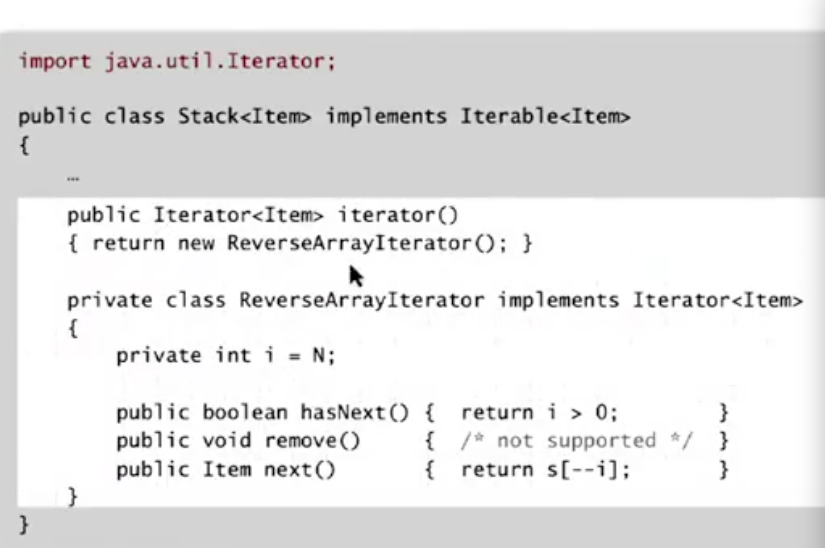 import java.util.Iterator;
public class Stack<Item> implements Iterable<Item>
{
…
public Iterator<Item> iterator()
{ return new ReverseArrayIterator(); }
private class ReverseArrayIterator implements Iterator<Item>
{
private int i = N;
public boolean hasNext() { return i > 0; }
public void remove() { /* not supported */ }
public Item next() { return s[--i]; }
}
}